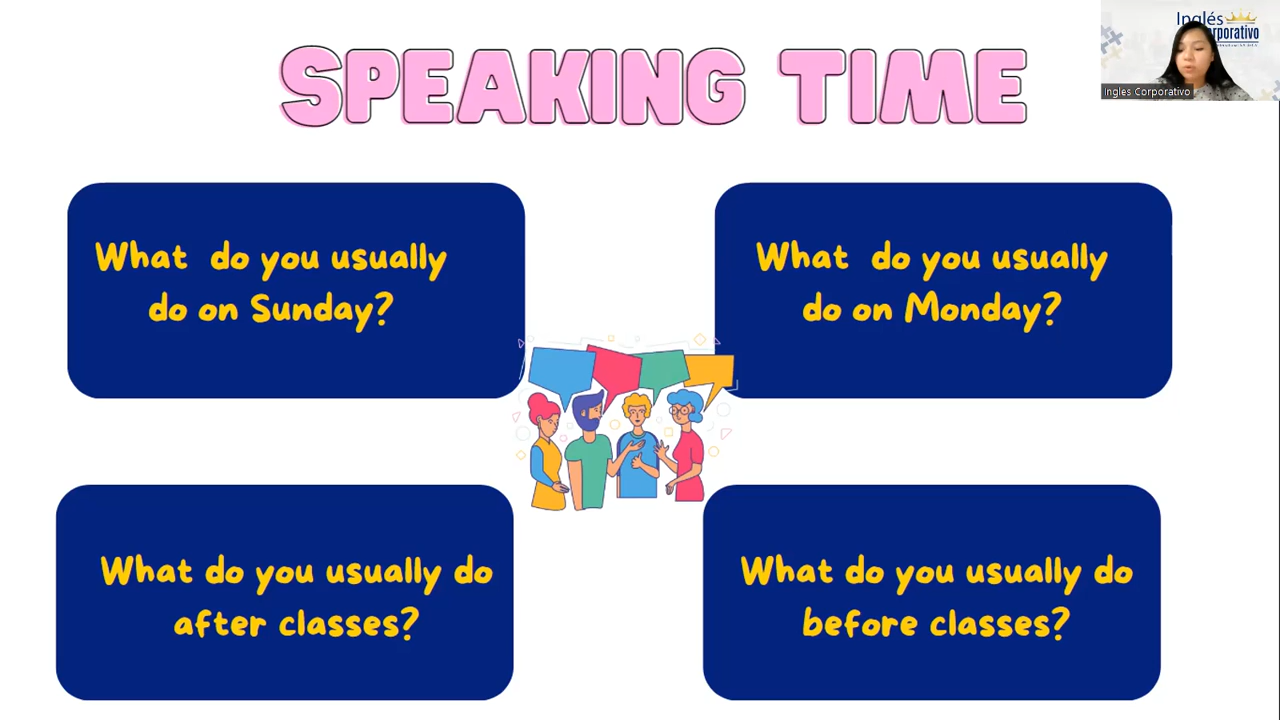 SPEAKING TIME
Inglés
Corporativo
Ingles Corporativo
What do you usually
do on Sunday?
What do you usually
do on Monday?
What do you usually do
after classes?
What do you usually do
before classes?